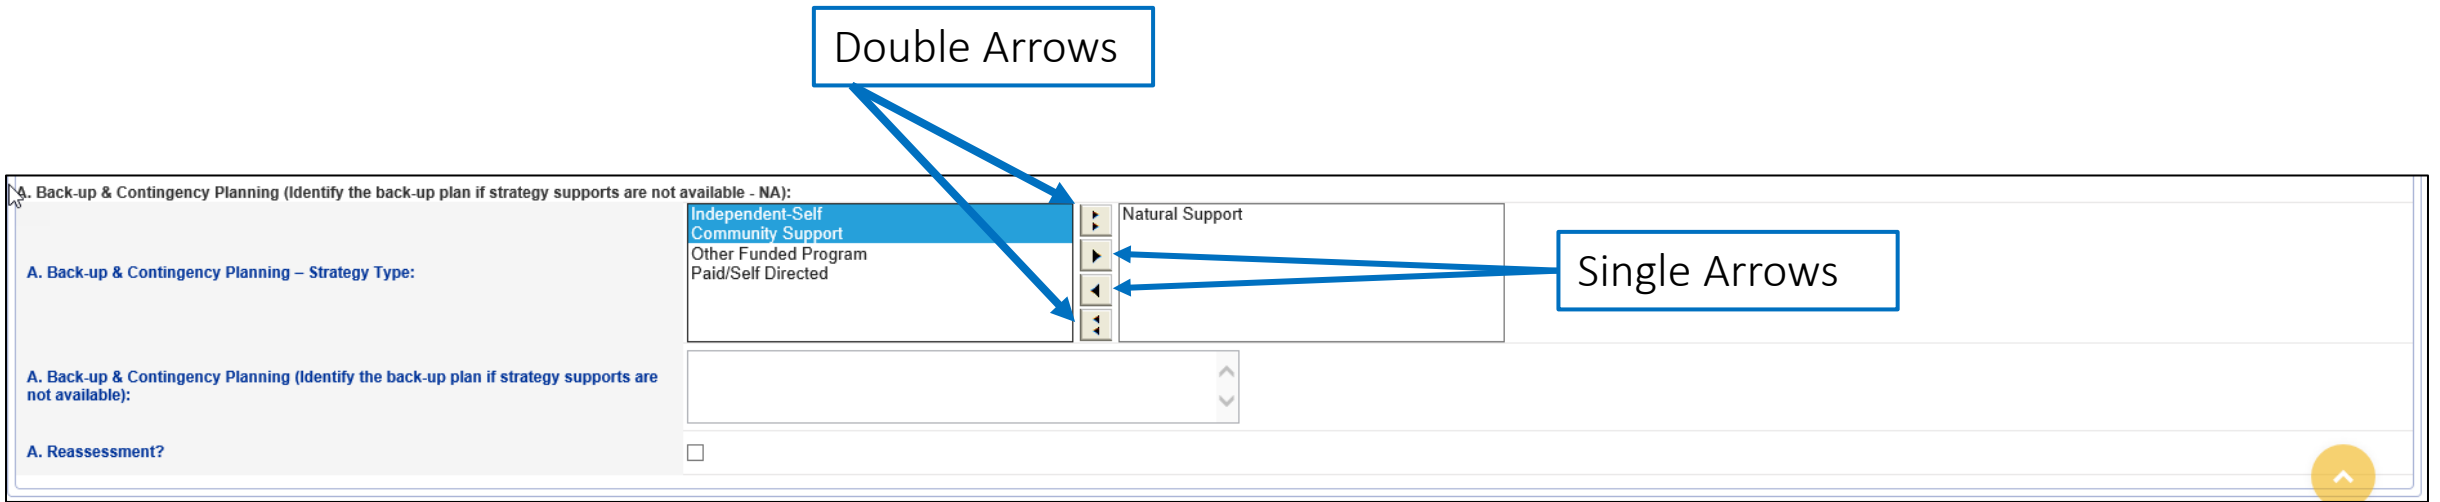 Double Arrows
A. Back-up & Contingency Planning (Identify the back-up plan if strategy supports are not available - NA):
A. Back-up & Contingency Planning – Strategy Type:
Independent-Self
Community Support
Other Funded Program
Paid/Self Directed
Natural Support
Single Arrows
A. Back-up & Contingency Planning (Identify the back-up plan if strategy supports are
not available):
A. Reassessment?